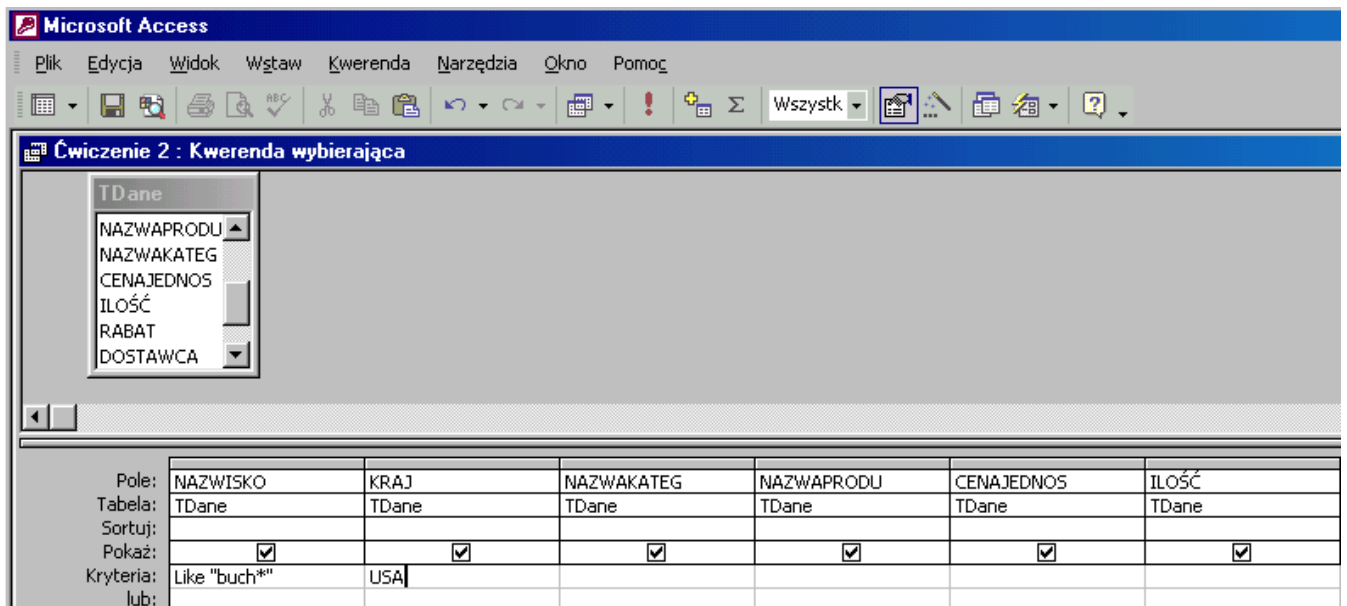 Microsoft Access
Plik Edycja Widok Wstaw Kwerenda Narzędzia Okno Pomoc
ABC Σ Wszystk
Ćwiczenie 2 : Kwerenda wybierająca
TDane
NAZWAPRODU
NAZWAKATEG
CENAJEDNOS
ILOŚĆ
RABAT
DOSTAWCA
Pole: NAZWISKO KRAJ NAZWAKATEG NAZWAPRODU CENAJEDNOS ILOŚĆ
Tabela: TDane TDane TDane TDane TDane TDane
Sortuj:
Pokaż:
Kryteria: Like "buch*" USA
lub: